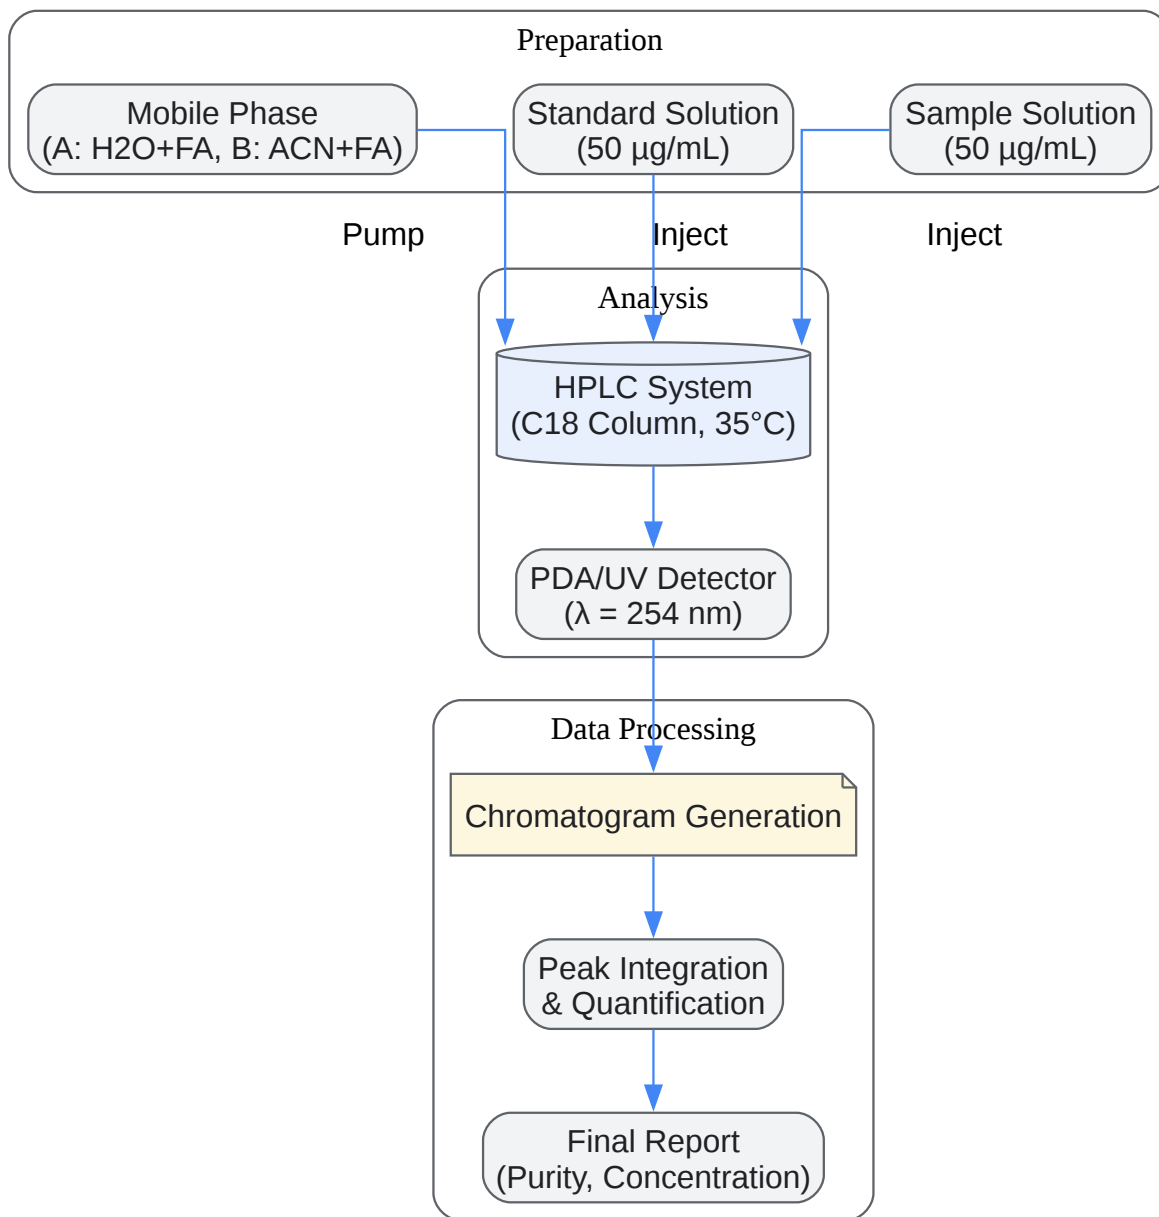 Preparation
Mobile Phase
(A: H2O+FA, B: ACN+FA)
Standard Solution
(50 µg/mL)
Sample Solution
(50 µg/mL)
Pump
Inject
Inject
Analysis
HPLC System
(C18 Column, 35°C)
PDA/UV Detector
(λ = 254 nm)
Data Processing
Chromatogram Generation
Peak Integration
& Quantification
Final Report
(Purity, Concentration)